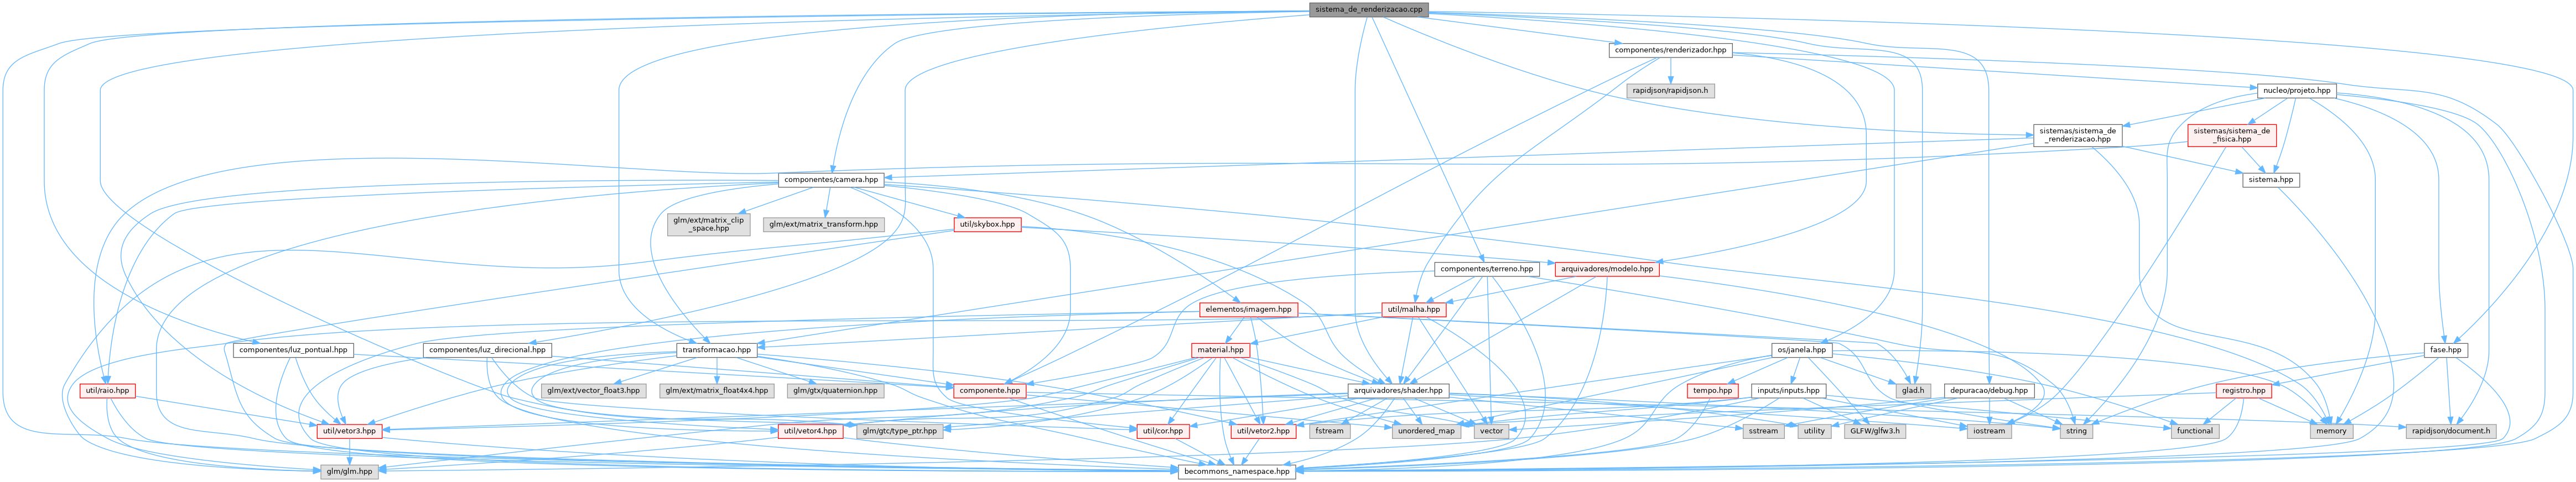 sistema_de_renderizacao.cpp
componentes/renderizador.hpp
rapidjson/rapidjson.h
nucleo/projeto.hpp
sistemas/sistema_de
_renderizacao.hpp
sistemas/sistema_de
_fisica.hpp
componentes/camera.hpp
sistema.hpp
glm/ext/matrix_clip
_space.hpp
glm/ext/matrix_transform.hpp
util/skybox.hpp
componentes/terreno.hpp
arquivadores/modelo.hpp
elementos/imagem.hpp
util/malha.hpp
componentes/luz_pontual.hpp
componentes/luz_direcional.hpp
transformacao.hpp
material.hpp
os/janela.hpp
fase.hpp
util/raio.hpp
glm/ext/vector_float3.hpp
glm/ext/matrix_float4x4.hpp
glm/gtx/quaternion.hpp
componente.hpp
arquivadores/shader.hpp
tempo.hpp
inputs/inputs.hpp
glad.h
depuracao/debug.hpp
registro.hpp
util/vetor3.hpp
util/vetor4.hpp
glm/gtc/type_ptr.hpp
util/cor.hpp
util/vetor2.hpp
fstream
unordered_map
vector
sstream
utility
GLFW/glfw3.h
iostream
string
functional
memory
rapidjson/document.h
glm/glm.hpp
becommons_namespace.hpp